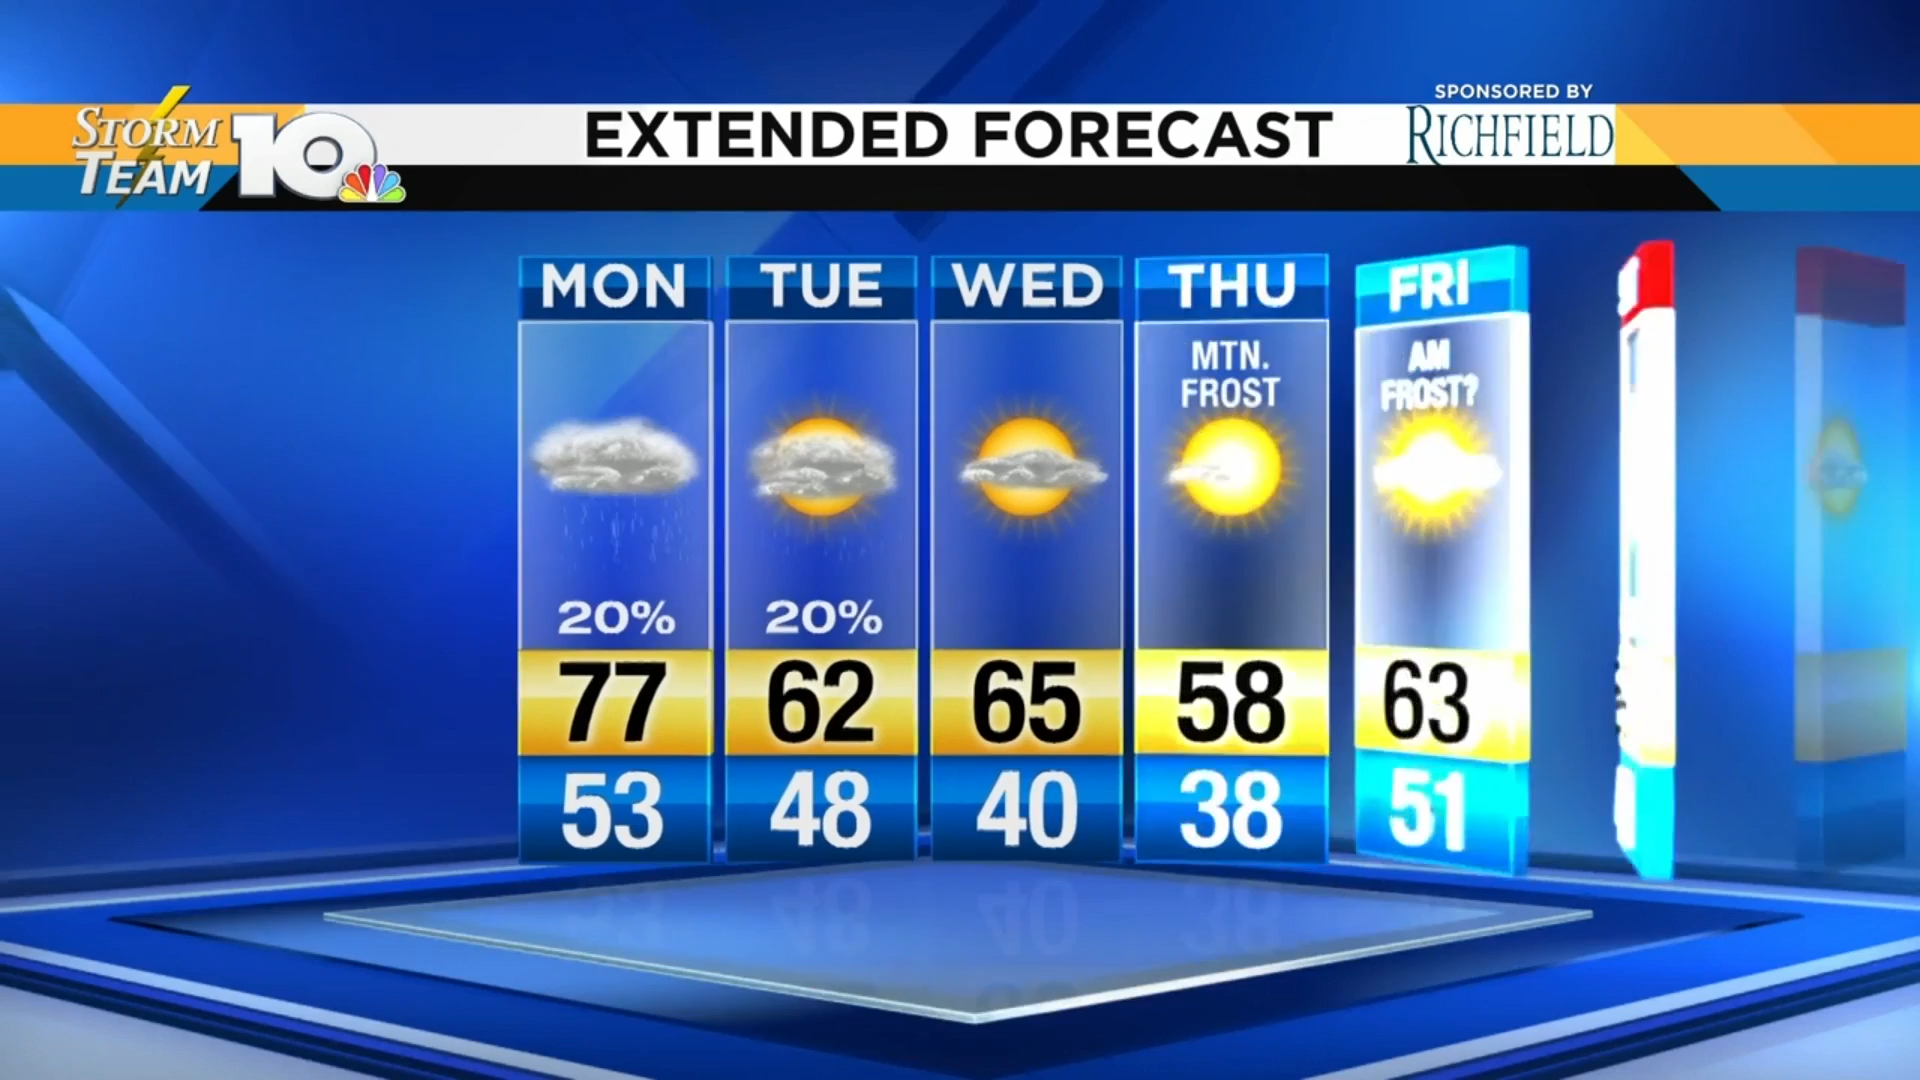 SPONSORED BY
STORM
TEAM
10
EXTENDED FORECAST
RICHFIELD
MON
TUE
WED
THU
FRI
MTN.
FROST
AM
FROST?
20%
20%
77
62
65
58
63
53
48
40
38
51